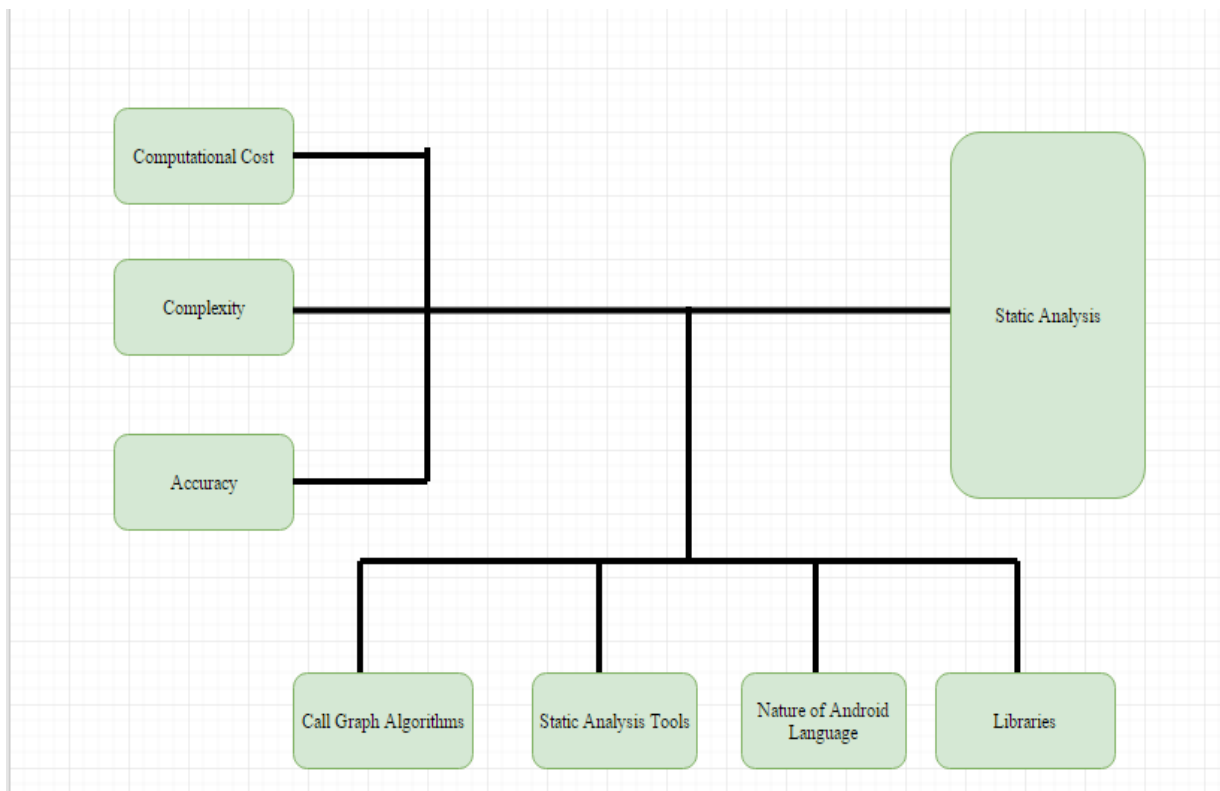 Computational Cost
Complexity
Static Analysis
Accuracy
Call Graph Algorithms
Static Analysis Tools
Nature of Android
Language
Libraries